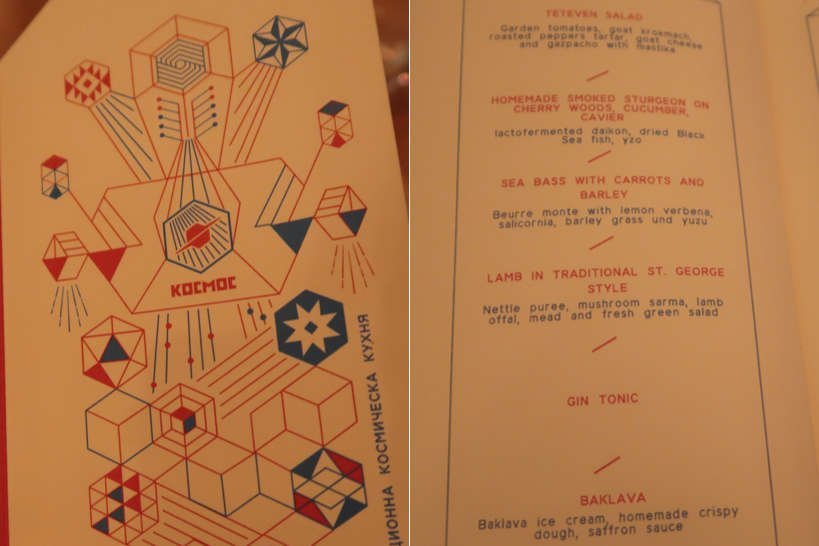 КОСМОС
КОСМИЧЕСКА КУХНЯ
TETEVEN SALAD
Garden tomatoes, goat krokmach,
roasted peppers tarfar, goat cheese
and gazpacho with mastika
HOMEMADE SMOKED STURGEON ON
CHERRY WOODS, CUCUMBER,
CAVIER
lactofermented daikon, dried Black
Sea fish, yzo
SEA BASS WITH CARROTS AND
BARLEY
Beurre monte with lemon verbena,
salicornia, barley grass und yuzu
LAMB IN TRADITIONAL ST. GEORGE
STYLE
Nettle puree, mushroom sarma, lamb
offal, mead and fresh green salad
GIN TONIC
BAKLAVA
Baklava ice cream, homemade crispy
dough, saffron sauce